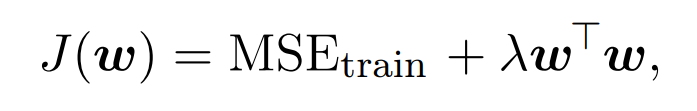 J(𝒘) = MSE_train + λ𝒘^⊤𝒘,